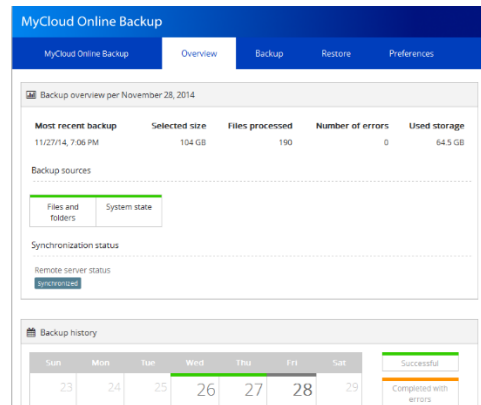 MyCloud Online Backup
MyCloud Online Backup Overview Backup Restore Preferences
Backup overview per November 28, 2014
Most recent backup Selected size Files processed Number of errors Used storage
11/27/14, 7:06 PM 104 GB 190 0 64.5 GB
Backup sources
Files and folders System state
Synchronization status
Remote server status
Synchronized
Backup history
Sun Mon Tue Wed Thu Fri Sat Successful
23 24 25 26 27 28 29 Completed with
errors